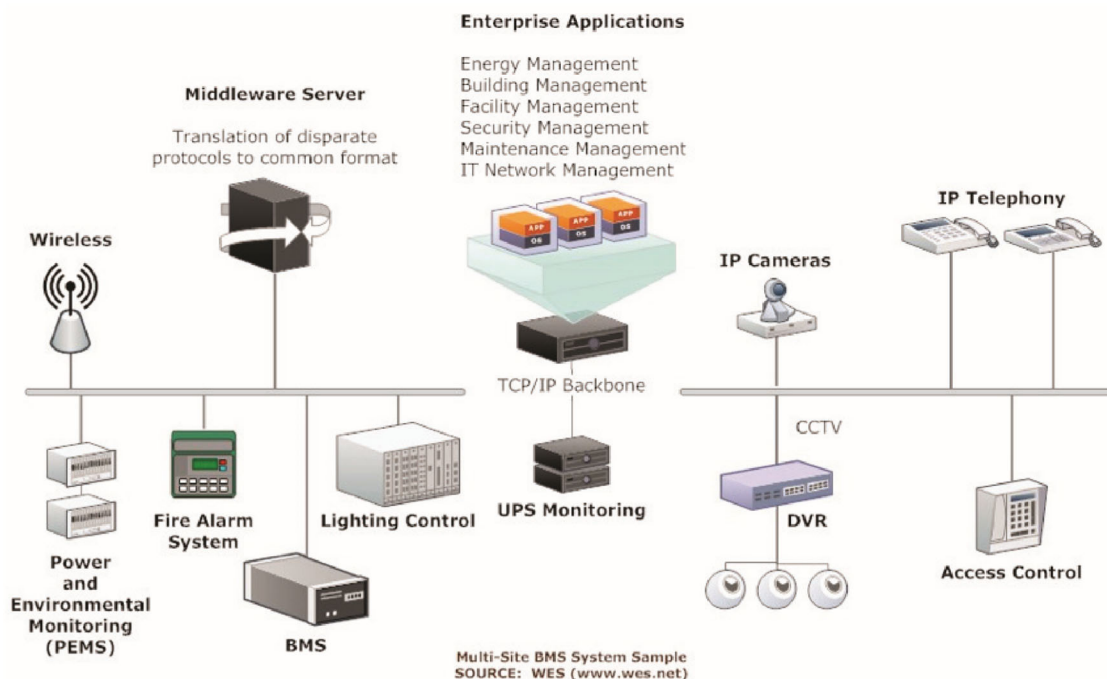 Enterprise Applications
Energy Management
Building Management
Facility Management
Security Management
Maintenance Management
IT Network Management
Middleware Server
Translation of disparate
protocols to common format
Wireless
APP
OS
APP
OS
APP
OS
IP Telephony
IP Cameras
TCP/IP Backbone
CCTV
Power
and
Environmental
Monitoring
(PEMS)
Fire Alarm
System
BMS
Lighting Control
UPS Monitoring
DVR
Access Control
Multi-Site BMS System Sample
SOURCE: WES (www.wes.net)